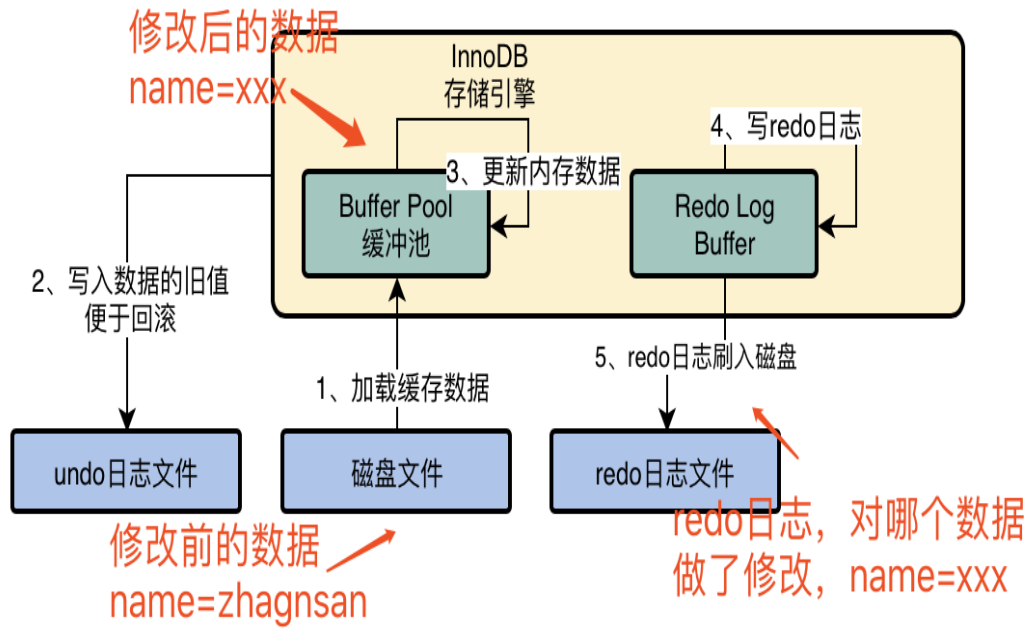 修改后的数据
name=xxx
InnoDB
存储引擎
4、写redo日志
3、更新内存数据
Buffer Pool
缓冲池
Redo Log
Buffer
2、写入数据的旧值
便于回滚
5、redo日志刷入磁盘
1、加载缓存数据
undo日志文件
磁盘文件
redo日志文件
修改前的数据
name=zhagnsan
redo日志，对哪个数据
做了修改，name=xxx